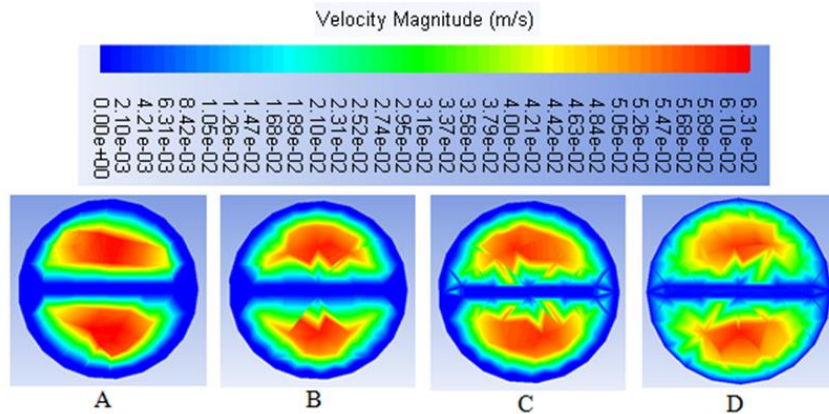 Velocity Magnitude (m/s)
0.00e+00
2.10e-03
4.21e-03
6.31e-03
8.42e-03
1.05e-02
1.26e-02
1.47e-02
1.68e-02
1.89e-02
2.10e-02
2.31e-02
2.52e-02
2.74e-02
2.95e-02
3.16e-02
3.37e-02
3.58e-02
3.79e-02
4.00e-02
4.21e-02
4.42e-02
4.63e-02
4.84e-02
5.05e-02
5.26e-02
5.47e-02
5.68e-02
5.89e-02
6.10e-02
6.31e-02
A B C D